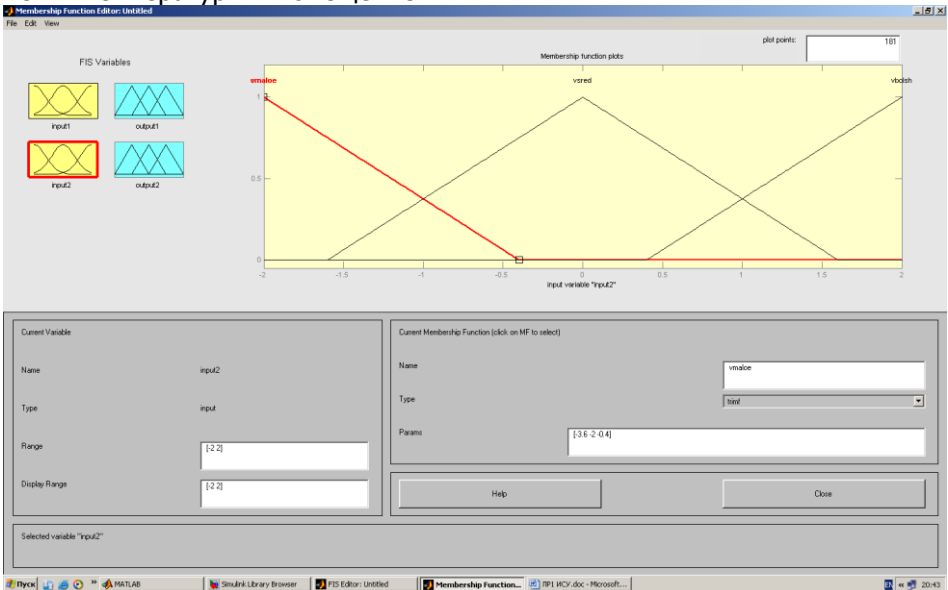 Membership Function Editor: Untitled
File Edit View
FIS Variables
input1
output1
input2
output2
plot points:
181
Membership function plots
vmaloe
vsred
vbolsh
1
0.5
0
-2
-1.5
-1
-0.5
0
0.5
1
1.5
2
input variable "input2"
Current Variable
Name
input2
Type
input
Range
[-2 2]
Display Range
[-2 2]
Current Membership Function (click on MF to select)
Name
vmaloe
Type
trimf
Params
[-3.6 -2 -0.4]
Help
Close
Selected variable "input2"
Пуск
MATLAB
Simulink Library Browser
FIS Editor: Untitled
Membership Function...
ПР1 ИСУ.doc - Microsoft...
EN
20:43